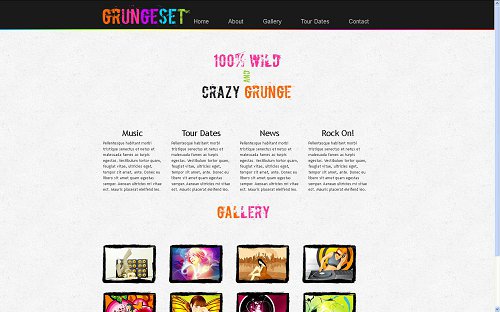 GRUNGESET
Home About Gallery Tour Dates Contact
100% WILD
AND
CRAZY GRUNGE
Music
Pellentesque habitant morbi
tristique senectus et netus et
malesuada fames ac turpis
egestas. Vestibulum tortor quam,
feugiat vitae, ultricies eget,
tempor sit amet, ante. Donec eu
libero sit amet quam egestas
semper. Aenean ultricies mi vitae
est. Mauris placerat eleifend leo.
Tour Dates
Pellentesque habitant morbi
tristique senectus et netus et
malesuada fames ac turpis
egestas. Vestibulum tortor quam,
feugiat vitae, ultricies eget,
tempor sit amet, ante. Donec eu
libero sit amet quam egestas
semper. Aenean ultricies mi vitae
est. Mauris placerat eleifend leo.
News
Pellentesque habitant morbi
tristique senectus et netus et
malesuada fames ac turpis
egestas. Vestibulum tortor quam,
feugiat vitae, ultricies eget,
tempor sit amet, ante. Donec eu
libero sit amet quam egestas
semper. Aenean ultricies mi vitae
est. Mauris placerat eleifend leo.
Rock On!
Pellentesque habitant morbi
tristique senectus et netus et
malesuada fames ac turpis
egestas. Vestibulum tortor quam,
feugiat vitae, ultricies eget,
tempor sit amet, ante. Donec eu
libero sit amet quam egestas
semper. Aenean ultricies mi vitae
est. Mauris placerat eleifend leo.
GALLERY